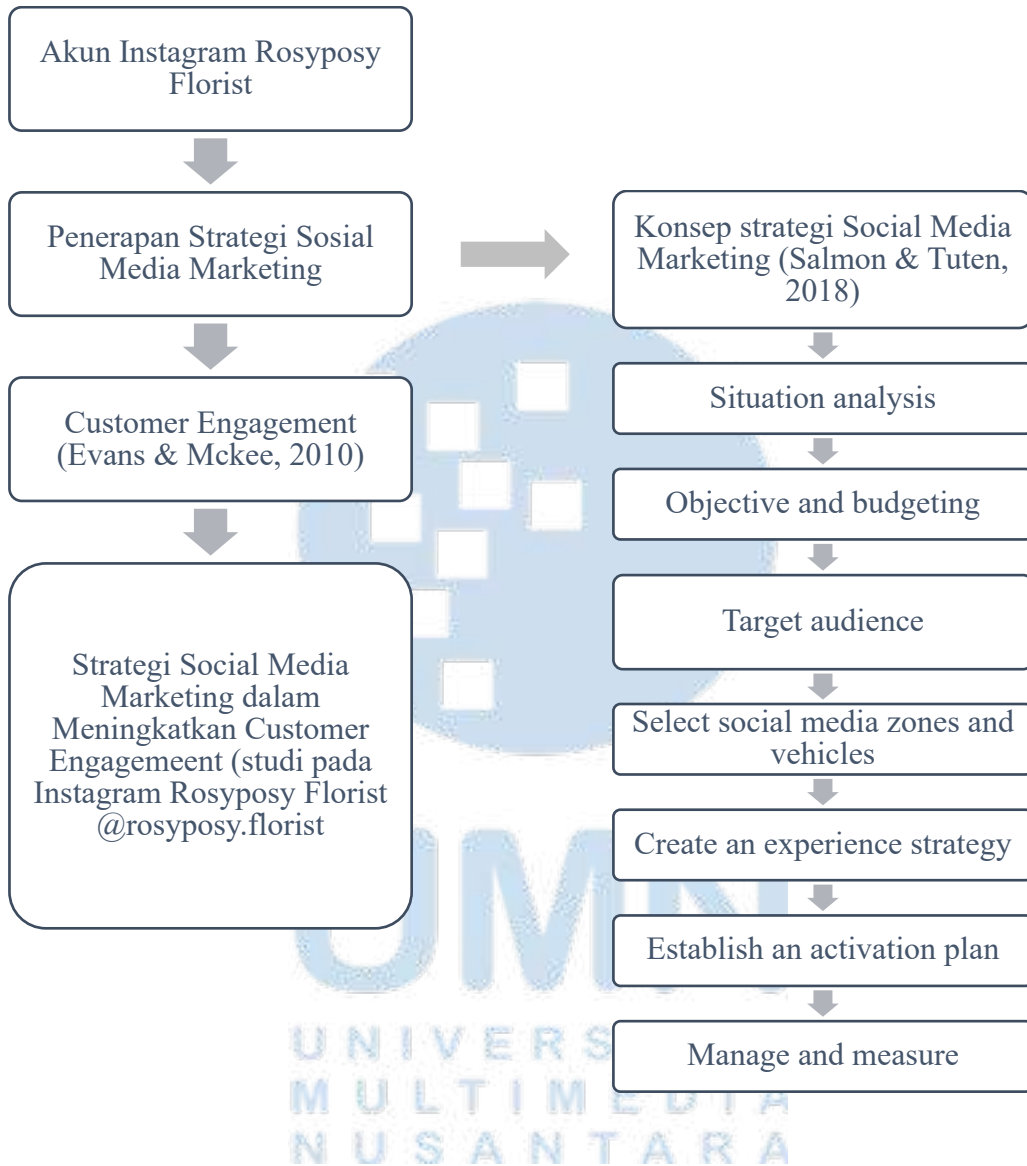 Akun Instagram Rosyposy
Florist
Penerapan Strategi Sosial
Media Marketing
Customer Engagement
(Evans & Mckee, 2010)
Strategi Social Media
Marketing dalam
Meningkatkan Customer
Engagemeent (studi pada
Instagram Rosyposy Florist
@rosyposy.florist
Konsep strategi Social Media
Marketing (Salmon & Tuten,
2018)
Situation analysis
Objective and budgeting
Target audience
Select social media zones and
vehicles
Create an experience strategy
Establish an activation plan
Manage and measure
UMN
UNIVERS
MULTIMEDIA
NUSANTARA